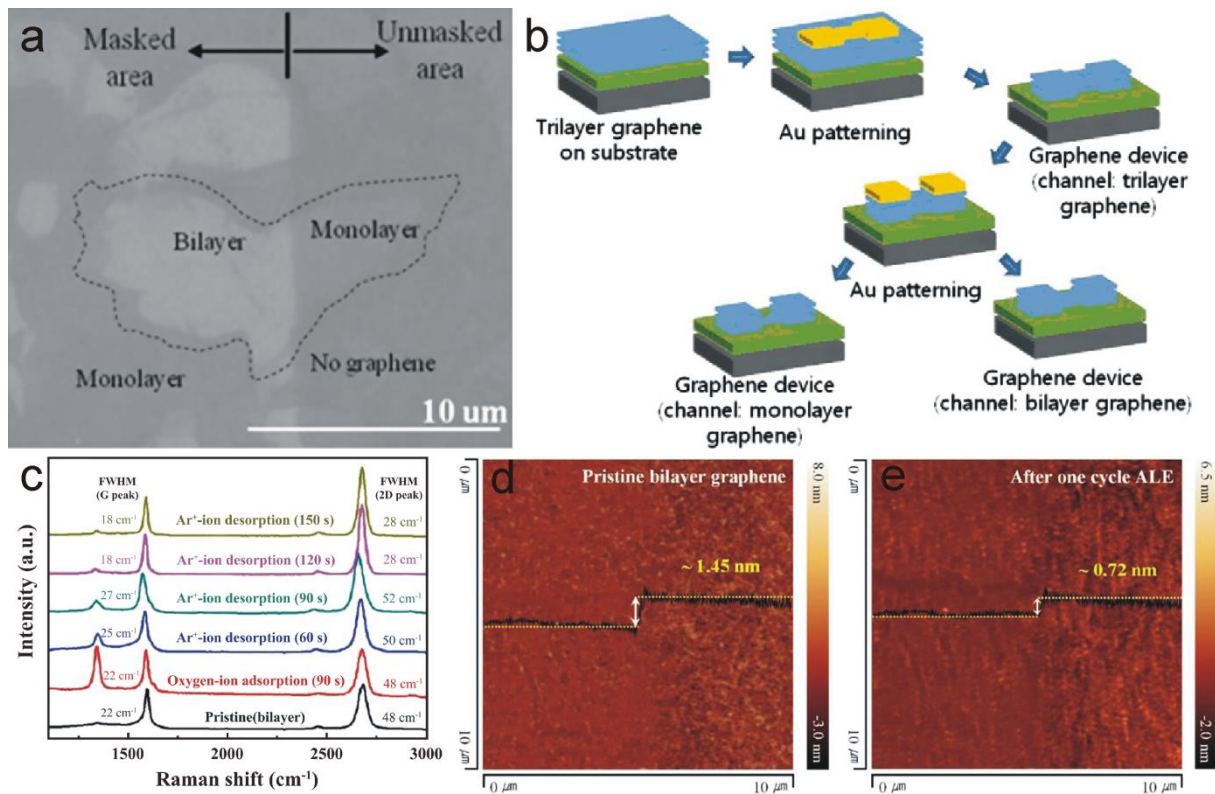 a
Masked area
Unmasked area
Bilayer
Monolayer
Monolayer
No graphene
10 um
b
Trilayer graphene
on substrate
Au patterning
Graphene device
(channel: trilayer
graphene)
Au patterning
Graphene device
(channel: monolayer
graphene)
Graphene device
(channel: bilayer graphene)
c
FWHM
(G peak)
FWHM
(2D peak)
18 cm⁻¹ Ar⁺-ion desorption (150 s) 28 cm⁻¹
18 cm⁻¹ Ar⁺-ion desorption (120 s) 28 cm⁻¹
27 cm⁻¹ Ar⁺-ion desorption (90 s) 52 cm⁻¹
25 cm⁻¹ Ar⁺-ion desorption (60 s) 50 cm⁻¹
22 cm⁻¹ Oxygen-ion adsorption (90 s) 48 cm⁻¹
22 cm⁻¹ Pristine(bilayer) 48 cm⁻¹
Intensity (a.u.)
1500 2000 2500 3000
Raman shift (cm⁻¹)
d
Pristine bilayer graphene
~ 1.45 nm
0 μm
10 μm
0 μm 10 μm
8.0 nm
-3.0 nm
e
After one cycle ALE
~ 0.72 nm
0 μm
10 μm
0 μm 10 μm
6.5 nm
-2.0 nm